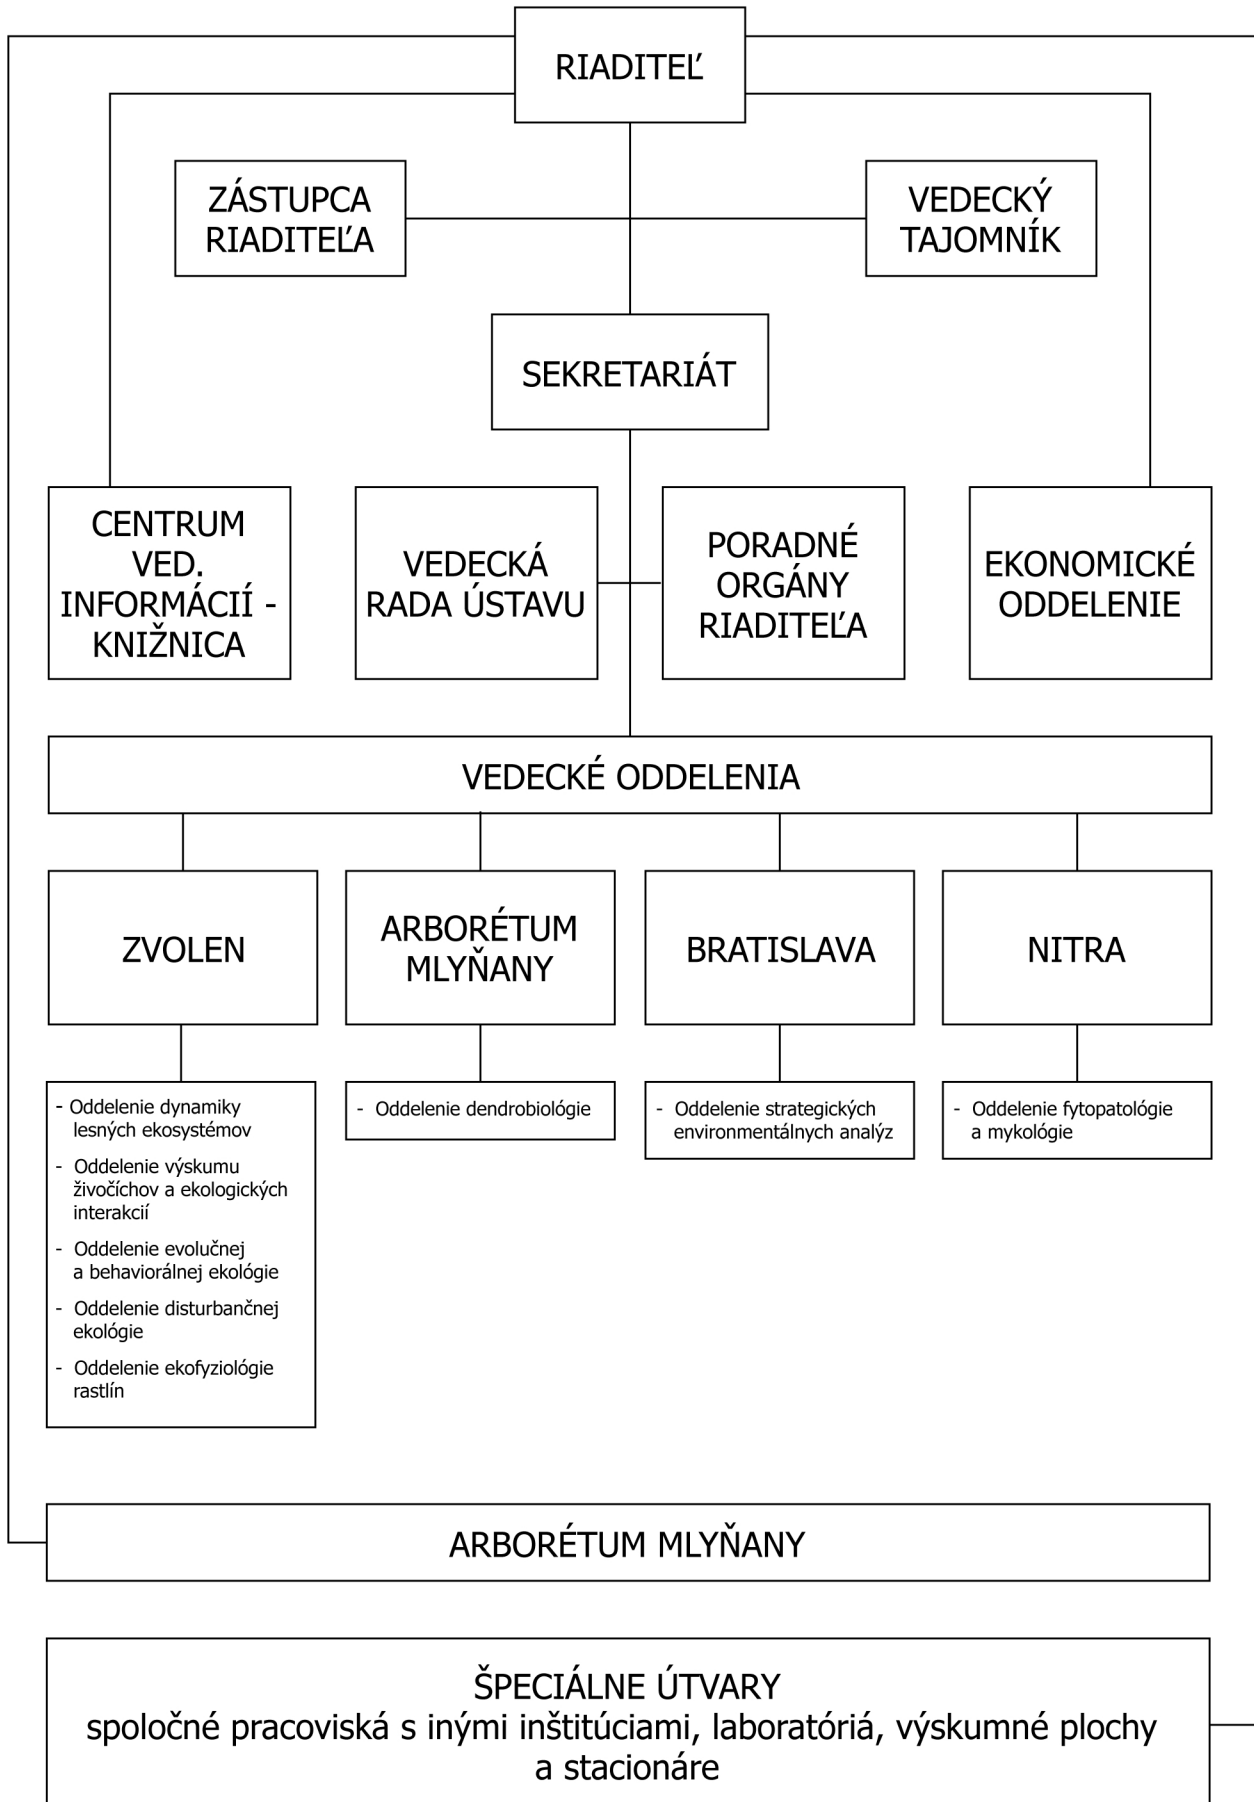 RIADITEĽ
ZÁSTUPCA
RIADITEĽA
VEDECKÝ
TAJOMNÍK
SEKRETARIÁT
CENTRUM
VED.
INFORMÁCIÍ -
KNIŽNICA
VEDECKÁ
RADA ÚSTAVU
PORADNÉ
ORGÁNY
RIADITEĽA
EKONOMICKÉ
ODDELENIE
VEDECKÉ ODDELENIA
ZVOLEN
ARBORÉTUM
MLYŇANY
BRATISLAVA
NITRA
- Oddelenie dynamiky
lesných ekosystémov
- Oddelenie výskumu
živočíchov a ekologických
interakcií
- Oddelenie evolučnej
a behaviorálnej ekológie
- Oddelenie disturbančnej
ekológie
- Oddelenie ekofyziológie
rastlín
- Oddelenie dendrobiológie
- Oddelenie strategických
environmentálnych analýz
- Oddelenie fytopatológie
a mykológie
ARBORÉTUM MLYŇANY
ŠPECIÁLNE ÚTVARY
spoločné pracoviská s inými inštitúciami, laboratóriá, výskumné plochy
a stacionáre